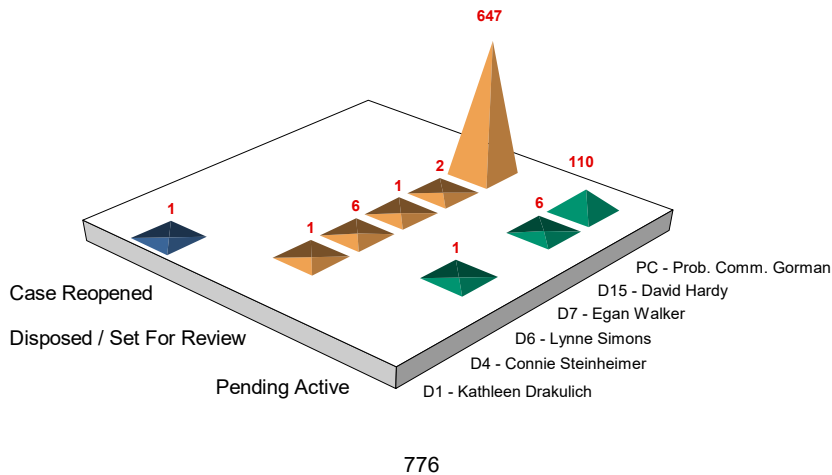 647
110
2
1
6
1
1
6
1
PC - Prob. Comm. Gorman
D15 - David Hardy
D7 - Egan Walker
D6 - Lynne Simons
D4 - Connie Steinheimer
D1 - Kathleen Drakulich
Case Reopened
Disposed / Set For Review
Pending Active
776